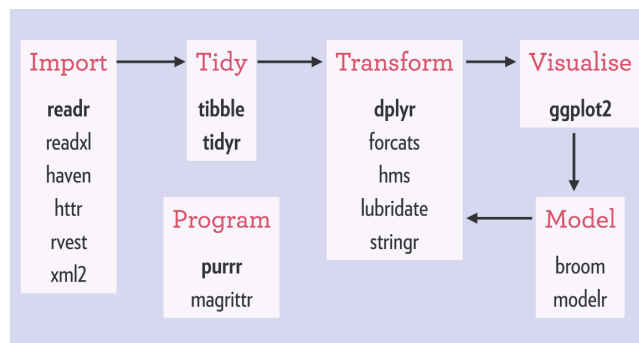 Import
readr
readxl
haven
httr
rvest
xml2
Tidy
tibble
tidyr
Program
purrr
magrittr
Transform
dplyr
forcats
hms
lubridate
stringr
Visualise
ggplot2
Model
broom
modelr